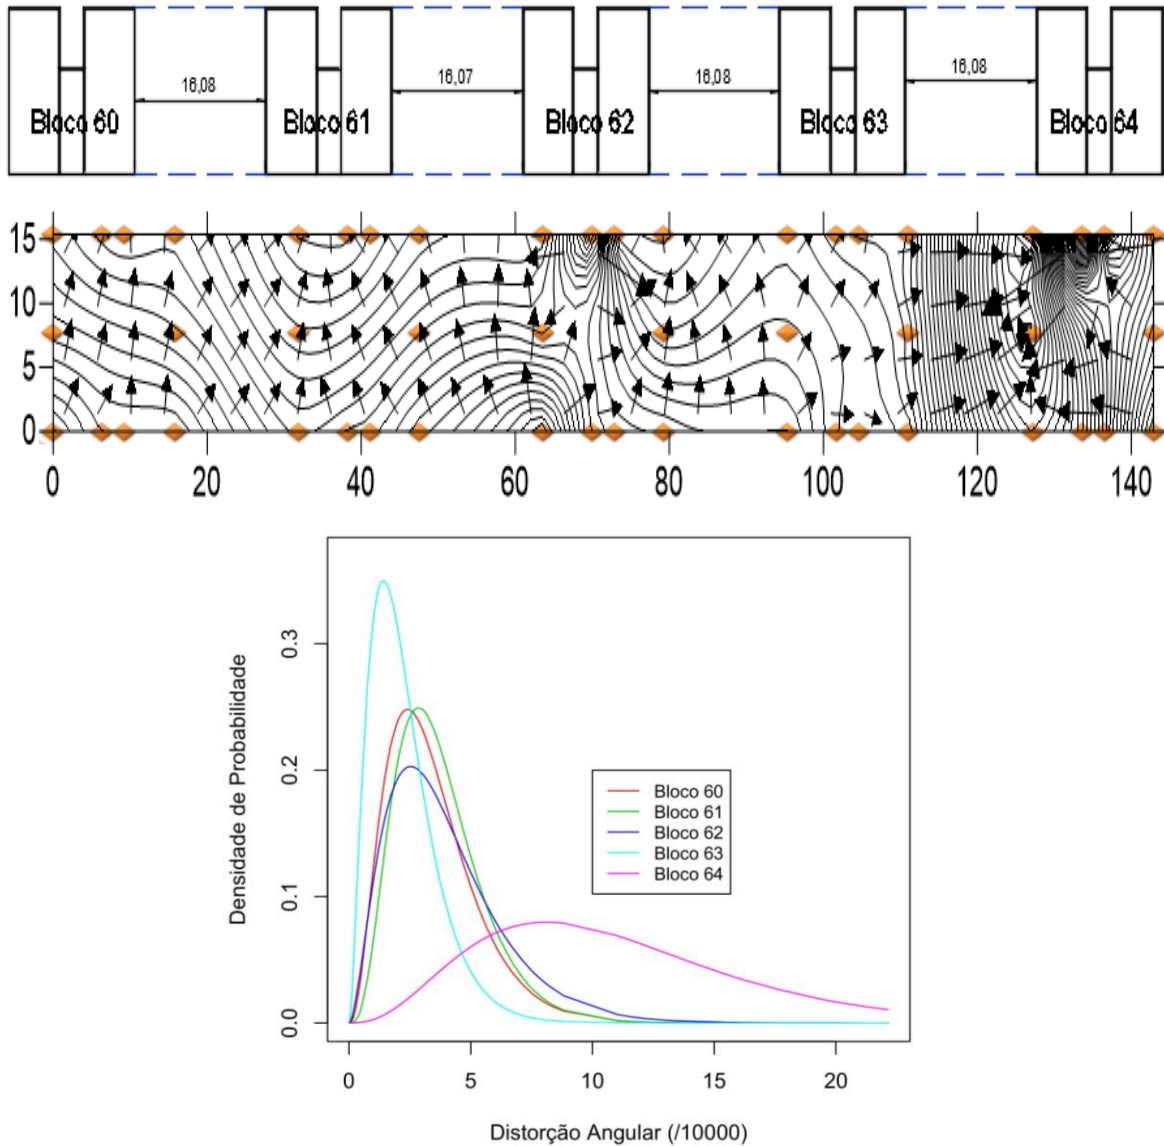 16,08
16,07
16,08
16,08
Bloco 60
Bloco 61
Bloco 62
Bloco 63
Bloco 64
15
10
5
0
0 20 40 60 80 100 120 140
Densidade de Probabilidade
0.3
0.2
0.1
0.0
Bloco 60
Bloco 61
Bloco 62
Bloco 63
Bloco 64
0 5 10 15 20
Distorção Angular (/10000)